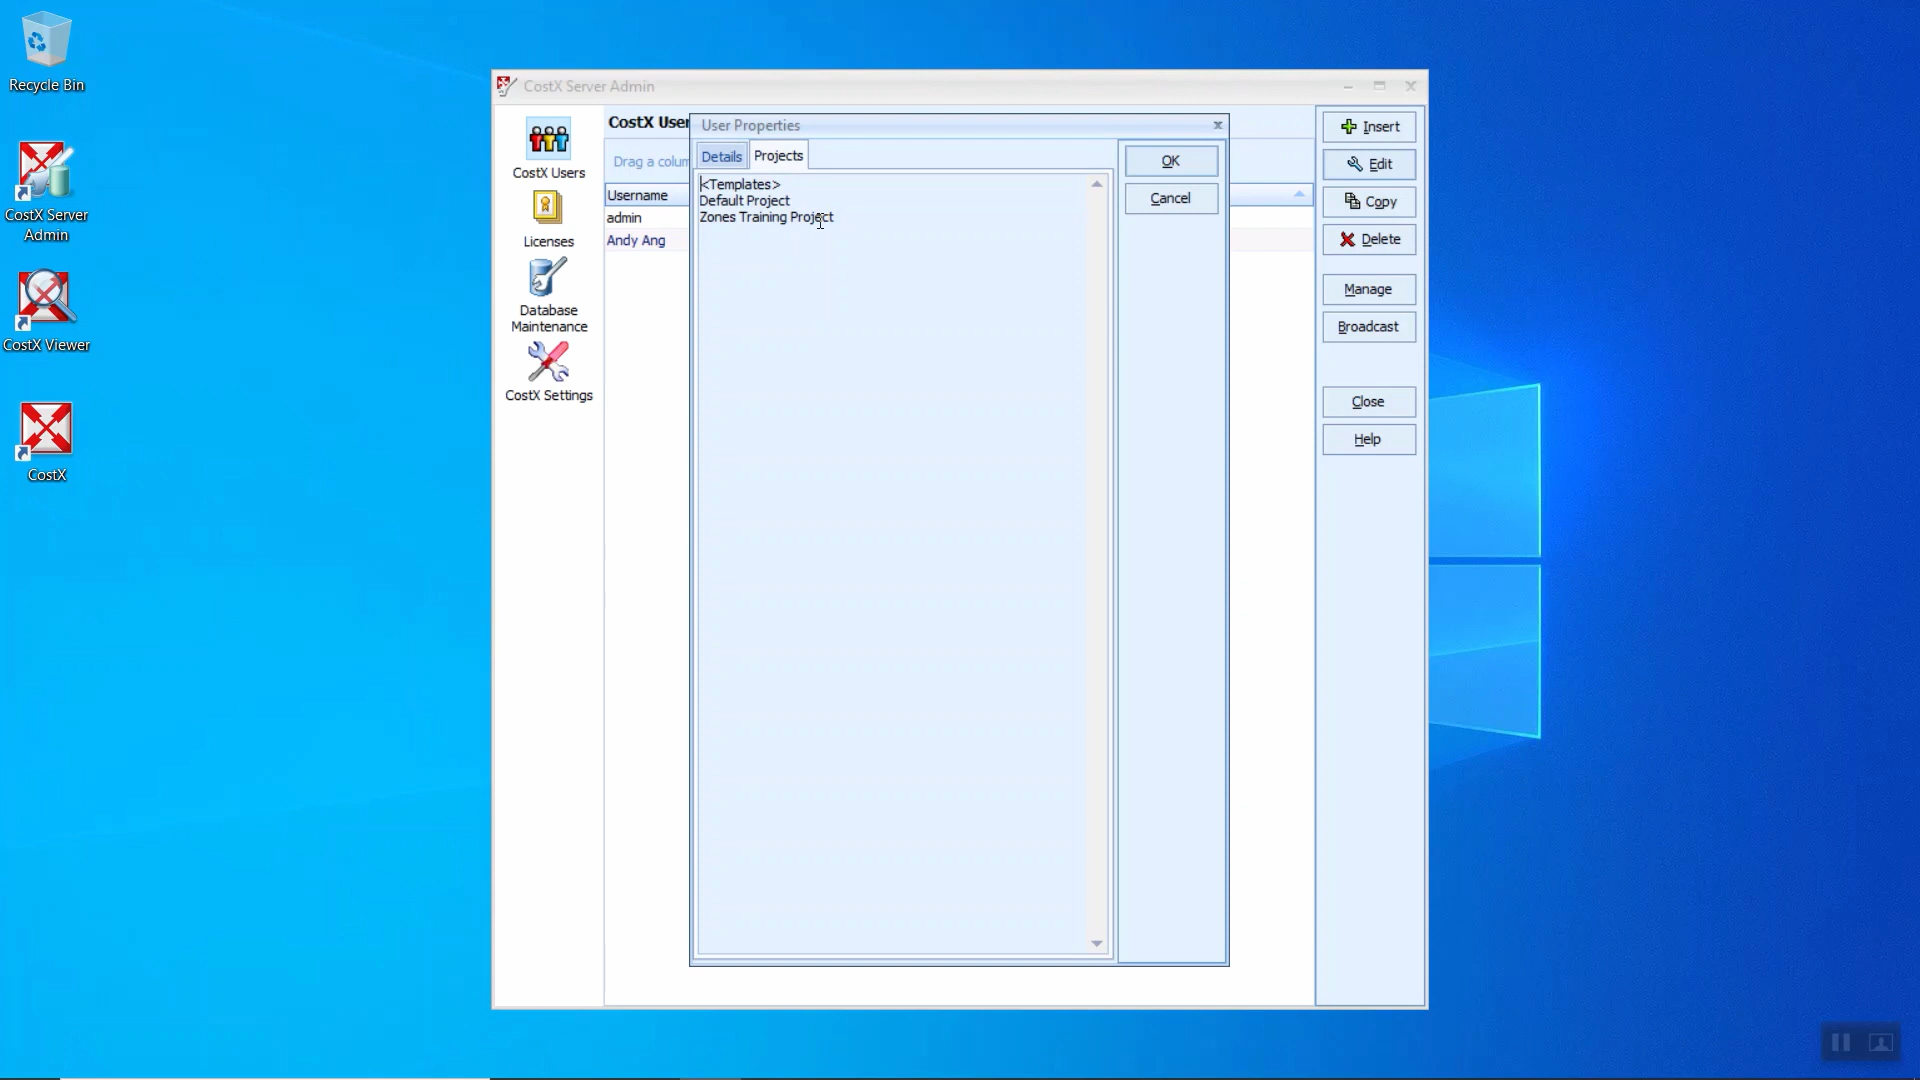 Recycle Bin
CostX Server
Admin
CostX Viewer
CostX
CostX Server Admin
CostX Users
Licenses
Database
Maintenance
CostX Settings
CostX User
Drag a colum
Username
admin
Andy Ang
User Properties
Details
Projects
<Templates>
Default Project
Zones Training Project
OK
Cancel
Insert
Edit
Copy
Delete
Manage
Broadcast
Close
Help